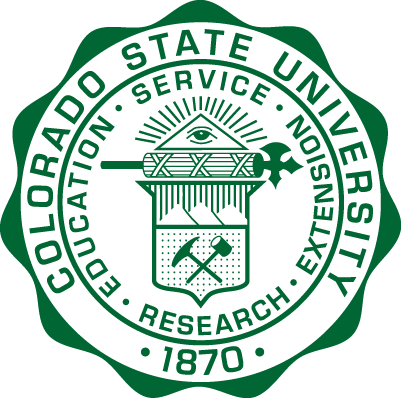 COLORADO STATE UNIVERSITY
EDUCATION · SERVICE · EXTENSION · RESEARCH ·
· 1870 ·